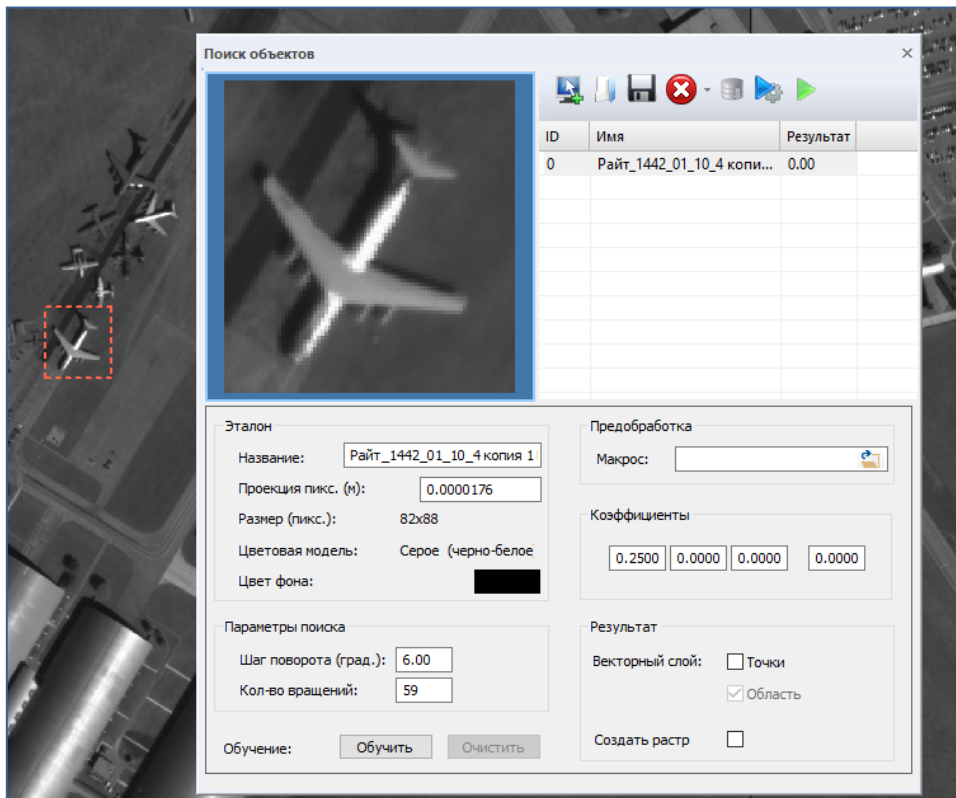 Поиск объектов
ID Имя Результат
0 Райт_1442_01_10_4 копи... 0.00
Эталон
Название: Райт_1442_01_10_4 копия 1
Проекция пикс. (м): 0.0000176
Размер (пикс.): 82x88
Цветовая модель: Серое (черно-белое
Цвет фона:
Параметры поиска
Шаг поворота (град.): 6.00
Кол-во вращений: 59
Обучение: Обучить Очистить
Предобработка
Макрос:
Коэффициенты
0.2500 0.0000 0.0000 0.0000
Результат
Векторный слой: Точки
Область
Создать растр